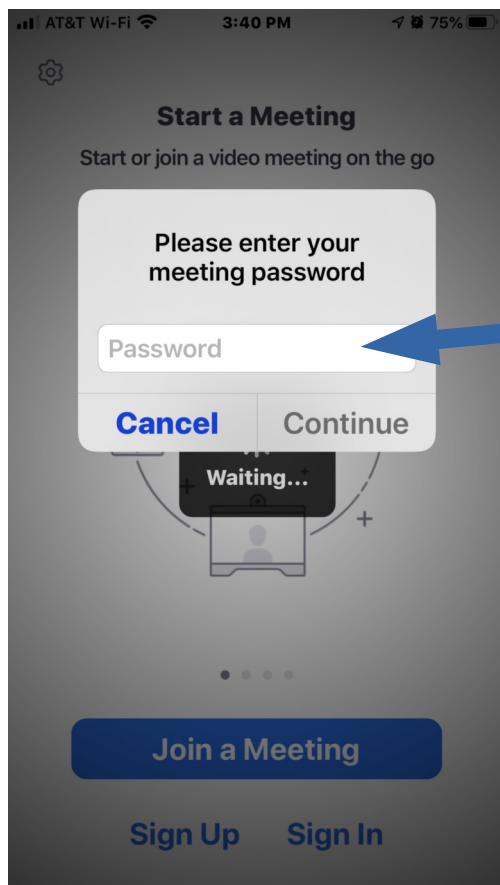 AT&T Wi-Fi 3:40 PM 75%
Start a Meeting
Start or join a video meeting on the go
Please enter your
meeting password
Password
Cancel Continue
Waiting...
Join a Meeting
Sign Up Sign In